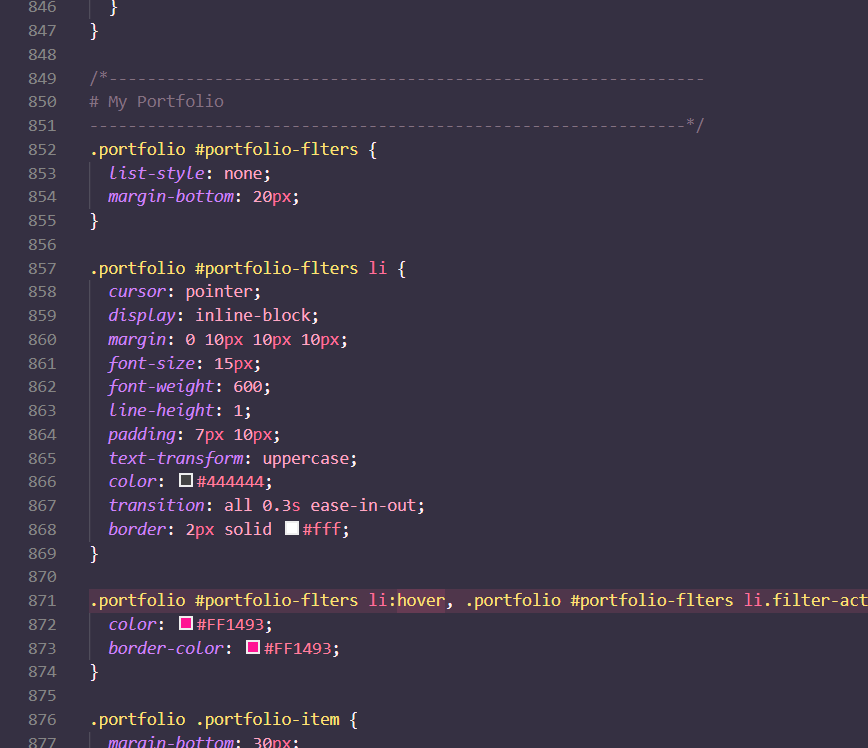 846 }
847 }
848
849 /*--------------------------------------------------------------
850 # My Portfolio
851 --------------------------------------------------------------*/
852 .portfolio #portfolio-flters {
853 list-style: none;
854 margin-bottom: 20px;
855 }
856
857 .portfolio #portfolio-flters li {
858 cursor: pointer;
859 display: inline-block;
860 margin: 0 10px 10px 10px;
861 font-size: 15px;
862 font-weight: 600;
863 line-height: 1;
864 padding: 7px 10px;
865 text-transform: uppercase;
866 color: #444444;
867 transition: all 0.3s ease-in-out;
868 border: 2px solid #fff;
869 }
870
871 .portfolio #portfolio-flters li:hover, .portfolio #portfolio-flters li.filter-act
872 color: #FF1493;
873 border-color: #FF1493;
874 }
875
876 .portfolio .portfolio-item {
877 margin-bottom: 30px;